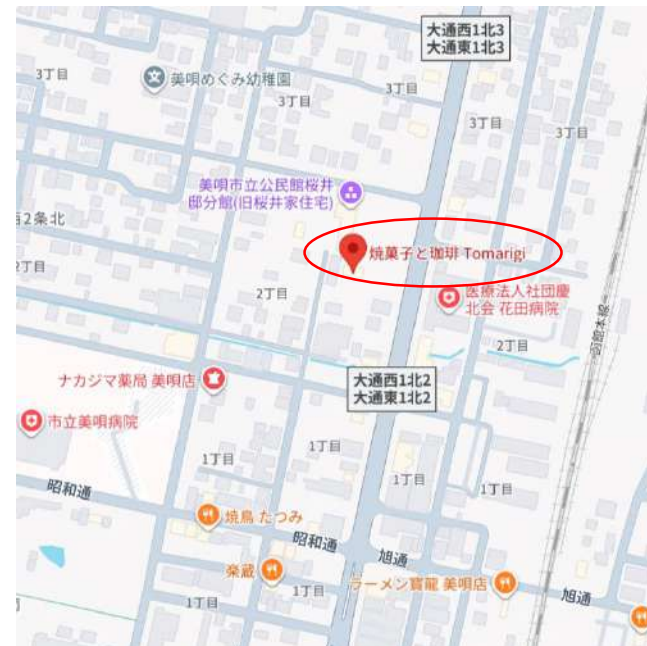 大通西1北3
大通東1北3
3丁目
美唄めぐみ幼稚園
3丁目
3丁目
3丁目
3丁目
美唄市立公民館桜井
邸分館(旧桜井家住宅)
2条北
焼菓子と珈琲 Tomarigi
2丁目
2丁目
医療法人社団慶
北会 花田病院
函館本線
2丁目
ナカジマ薬局 美唄店
大通西1北2
大通東1北2
市立美唄病院
1丁目
1丁目
1丁目
1丁目
昭和通
焼鳥 たつみ
昭和通
旭通
楽蔵
ラーメン寳龍 美唄店
旭通
1丁目
1丁目